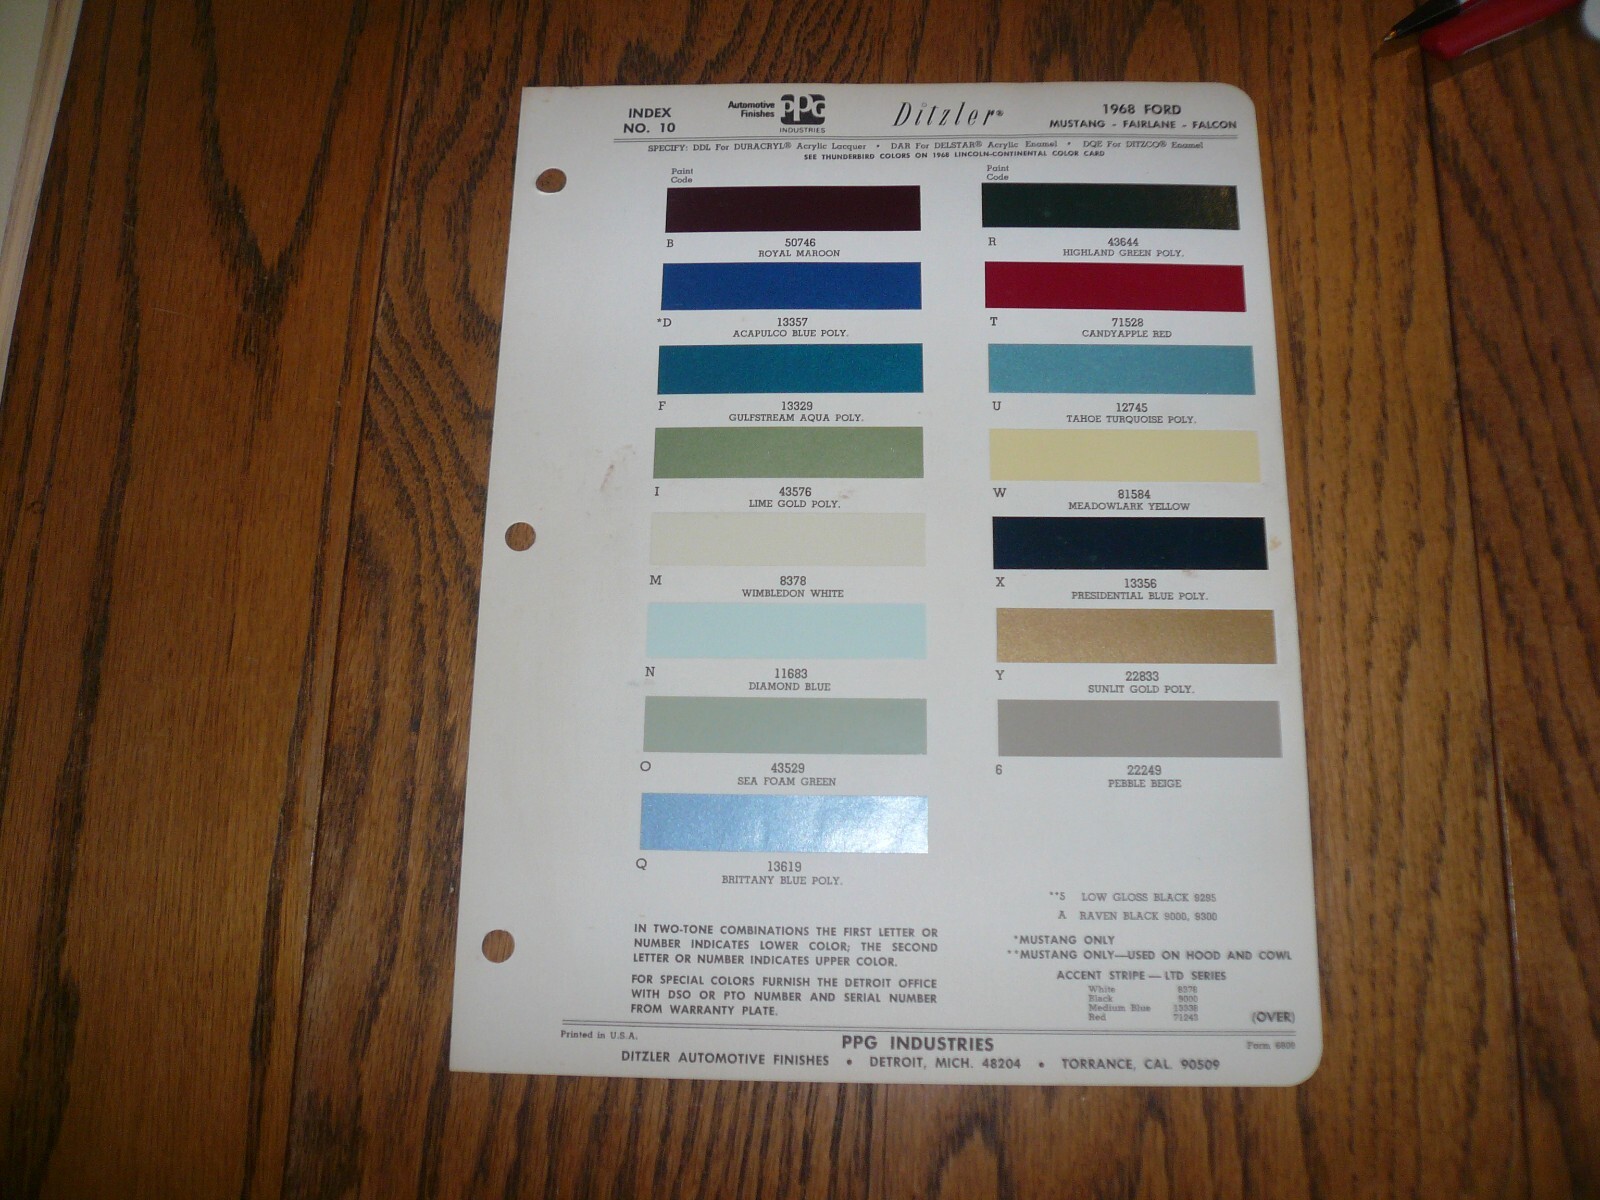 INDEX
NO. 10
Automotive
Finishes
PPG
INDUSTRIES
Ditzler®
1968 FORD
MUSTANG - FAIRLANE - FALCON
SPECIFY: DDL For DURACRYL® Acrylic Lacquer • DAR For DELSTAR® Acrylic Enamel • DQE For DITZCO® Enamel
SEE THUNDERBIRD COLORS ON 1968 LINCOLN-CONTINENTAL COLOR CARD
Paint
Code
B 50746
ROYAL MAROON
*D 13357
ACAPULCO BLUE POLY.
F 13329
GULFSTREAM AQUA POLY.
I 43576
LIME GOLD POLY.
M 8378
WIMBLEDON WHITE
N 11683
DIAMOND BLUE
O 43529
SEA FOAM GREEN
Q 13619
BRITTANY BLUE POLY.
Paint
Code
R 43644
HIGHLAND GREEN POLY.
T 71528
CANDYAPPLE RED
U 12745
TAHOE TURQUOISE POLY.
W 81584
MEADOWLARK YELLOW
X 13356
PRESIDENTIAL BLUE POLY.
Y 22833
SUNLIT GOLD POLY.
6 22249
PEBBLE BEIGE
**S LOW GLOSS BLACK 9295
A RAVEN BLACK 9000, 9300
IN TWO-TONE COMBINATIONS THE FIRST LETTER OR
NUMBER INDICATES LOWER COLOR; THE SECOND
LETTER OR NUMBER INDICATES UPPER COLOR.
FOR SPECIAL COLORS FURNISH THE DETROIT OFFICE
WITH DSO OR PTO NUMBER AND SERIAL NUMBER
FROM WARRANTY PLATE.
*MUSTANG ONLY
**MUSTANG ONLY—USED ON HOOD AND COWL
ACCENT STRIPE — LTD SERIES
White 8378
Black 9000
Medium Blue
Red 71243
(OVER)
Printed in U.S.A.
PPG INDUSTRIES
Form
DITZLER AUTOMOTIVE FINISHES • DETROIT, MICH. 48204 • TORRANCE, CAL. 90509